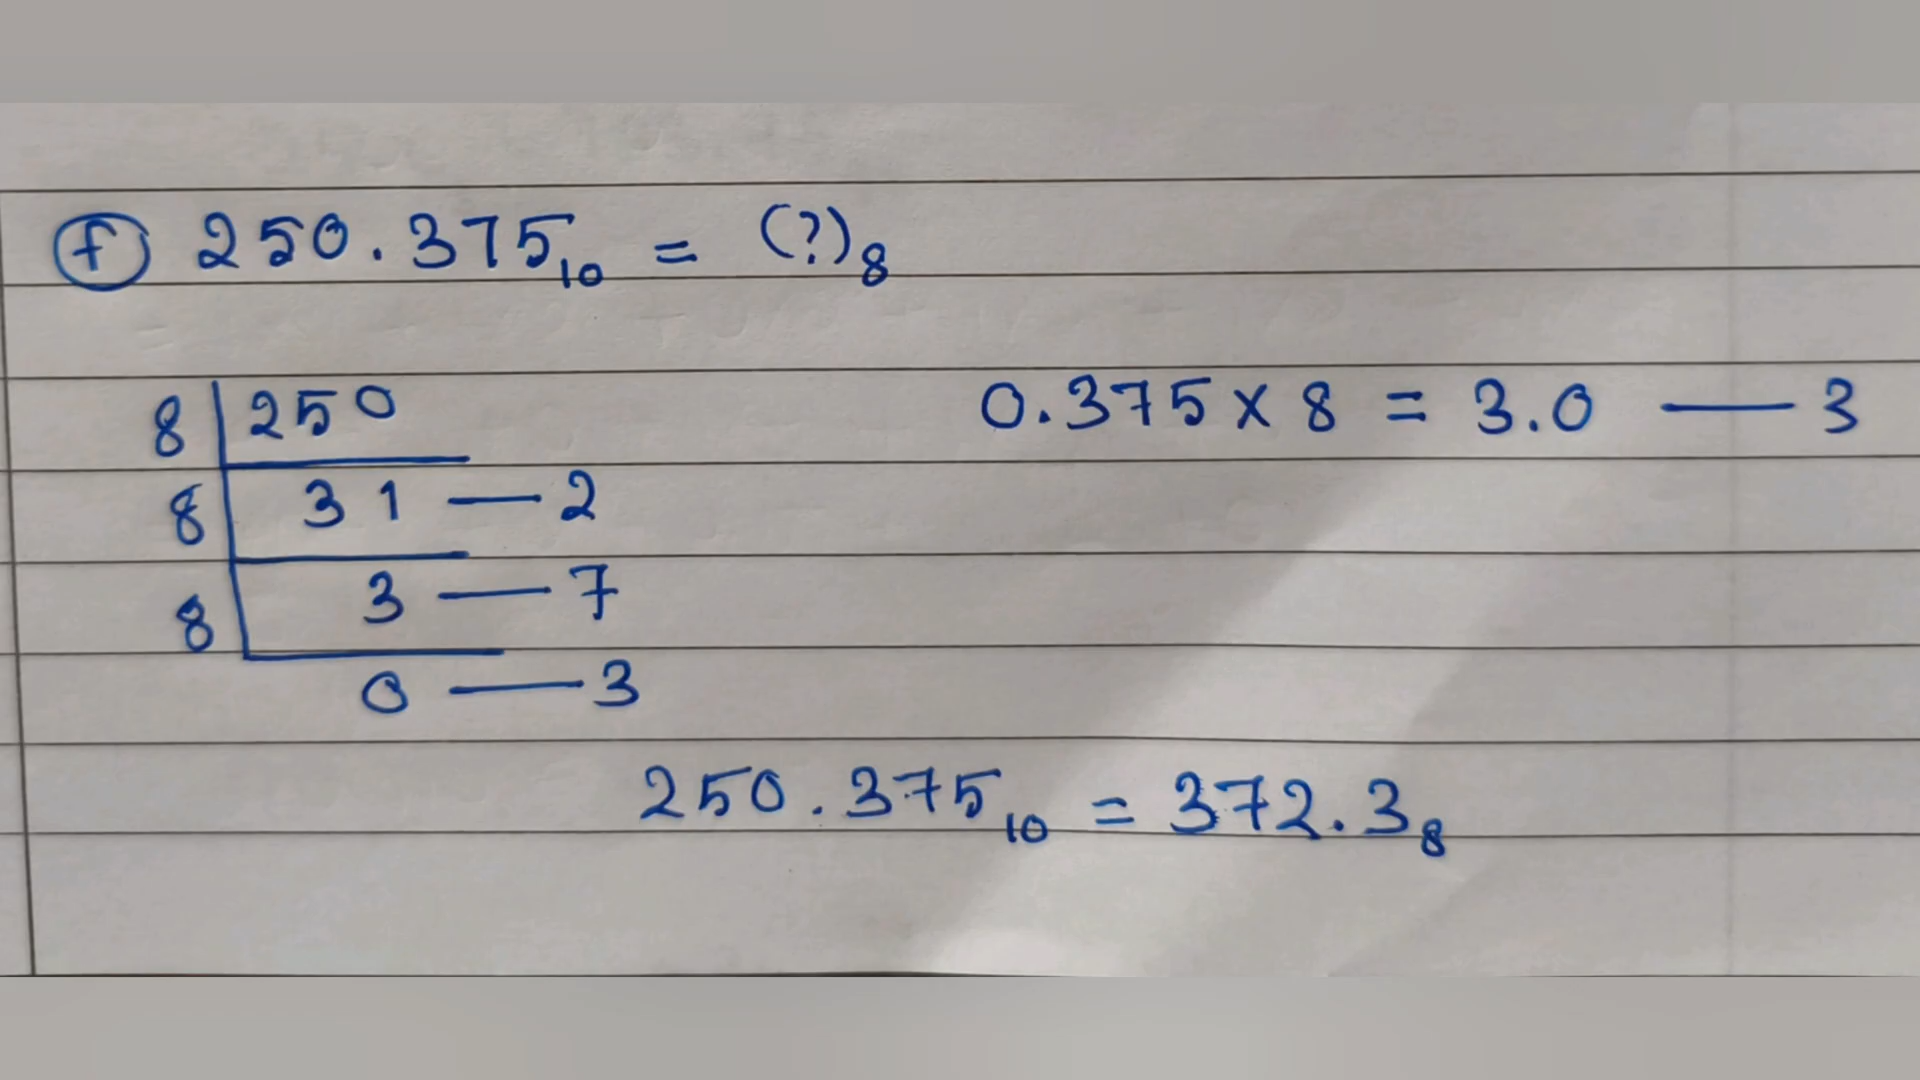 f 250.375₁₀ = (?)₈
8 | 250 0.375 × 8 = 3.0 — 3
8 | 31 — 2
8 | 3 — 7
0 — 3
250.375₁₀ = 372.3₈